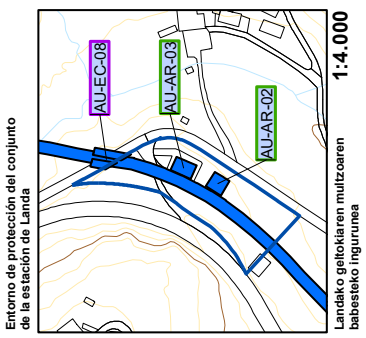 Entorno de protección del conjunto
de la estación de Landa
AU-EC-08
AU-AR-03
AU-AR-02
Landako geltokiaren multzoaren
babesteko ingurunea
1:4.000